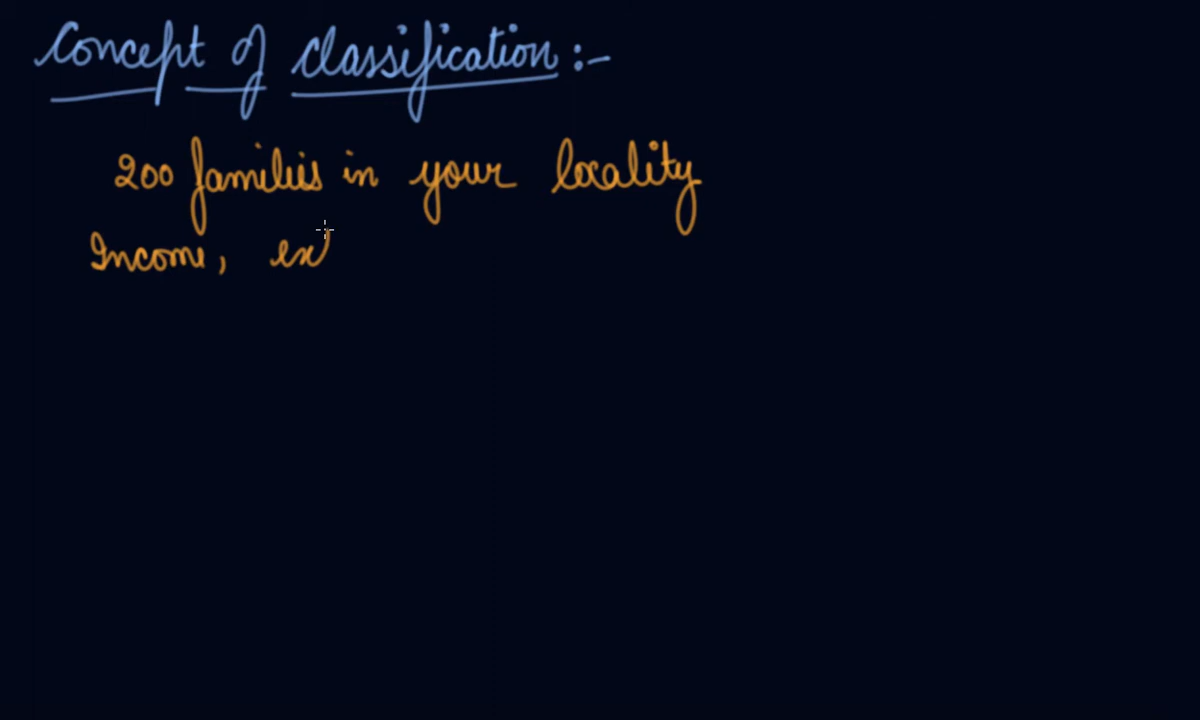 Concept of classification :-
200 families in your locality
Income, ex